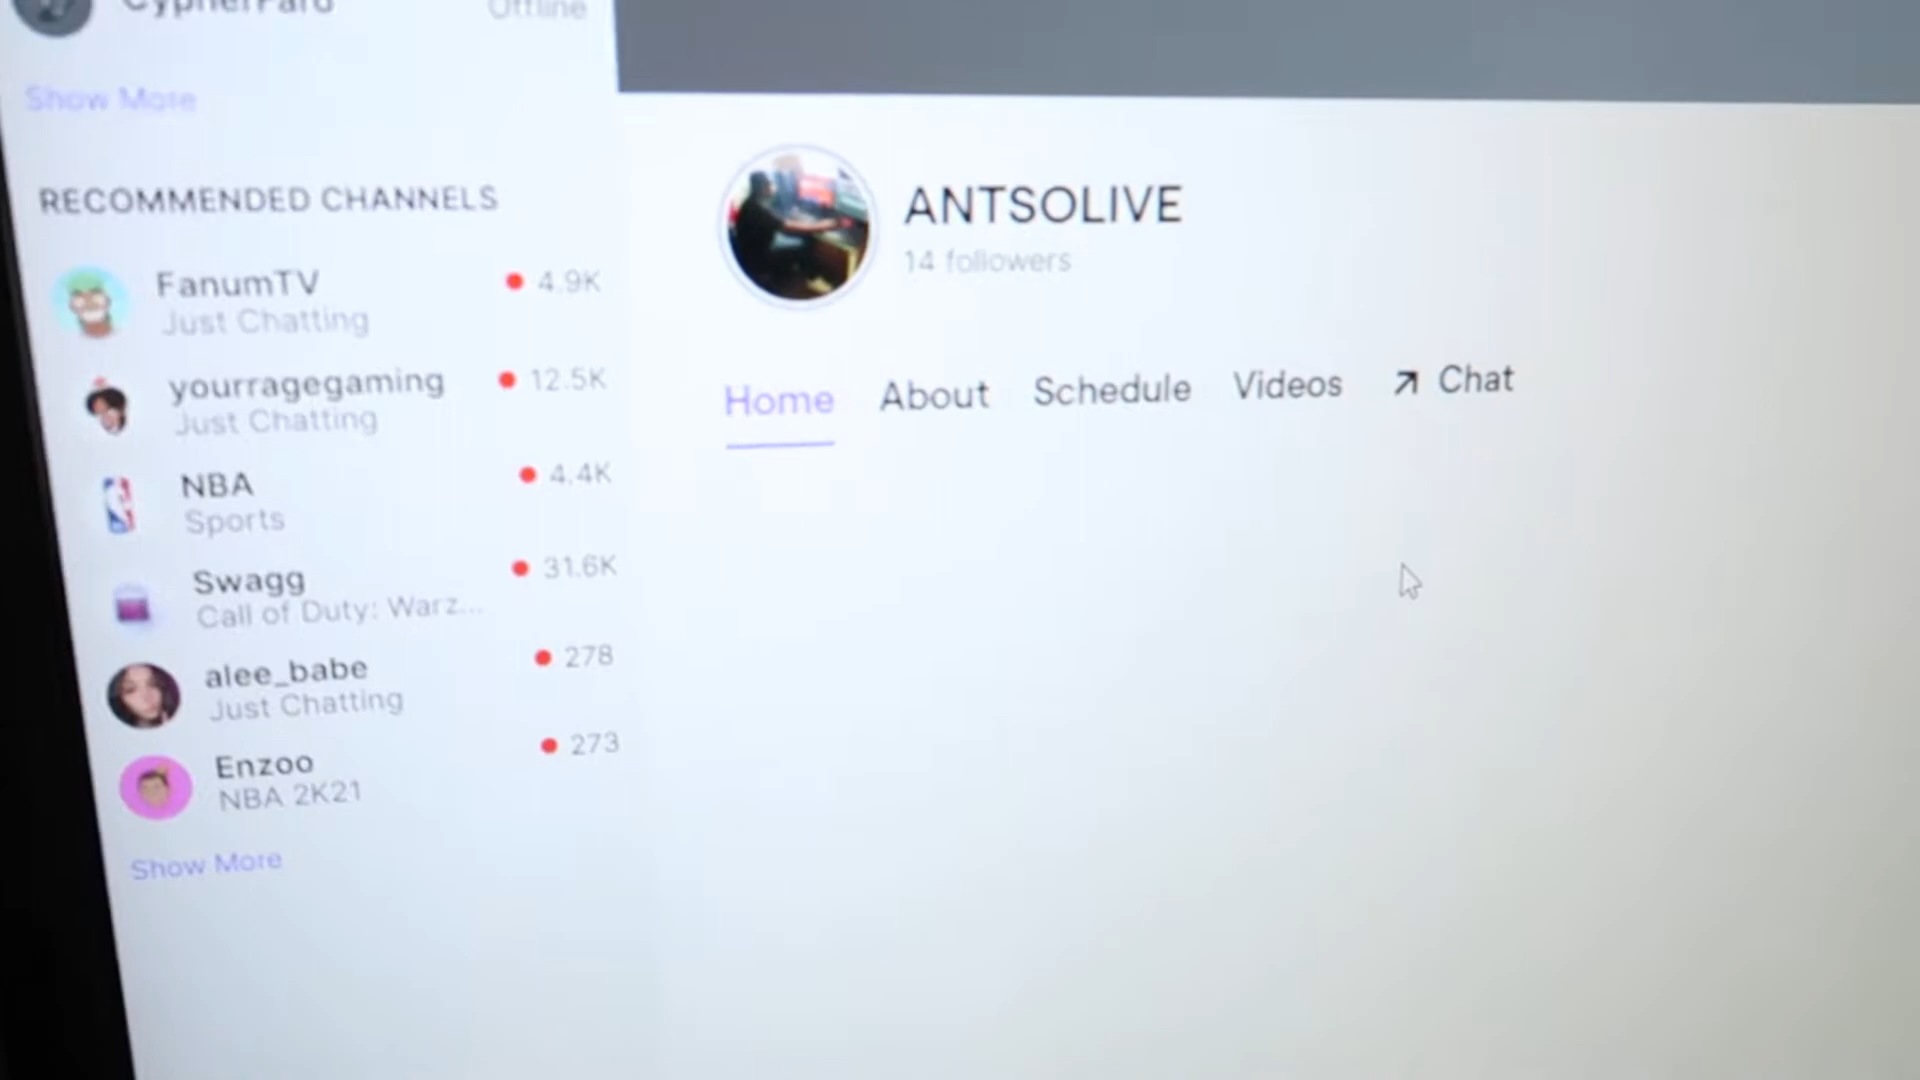 Offline
Show More
RECOMMENDED CHANNELS
FanumTV 4.9K
Just Chatting
yourragegaming 12.5K
Just Chatting
NBA 4.4K
Sports
Swagg 31.6K
Call of Duty: Warz...
alee_babe 278
Just Chatting
Enzoo 273
NBA 2K21
Show More
ANTSOLIVE
14 followers
Home About Schedule Videos Chat